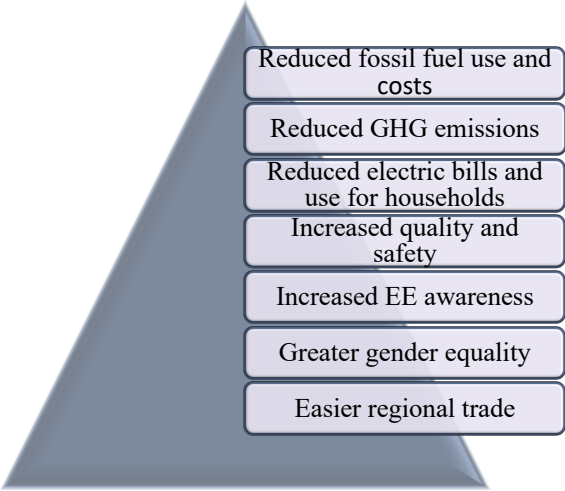 Reduced fossil fuel use and
costs
Reduced GHG emissions
Reduced electric bills and
use for households
Increased quality and
safety
Increased EE awareness
Greater gender equality
Easier regional trade